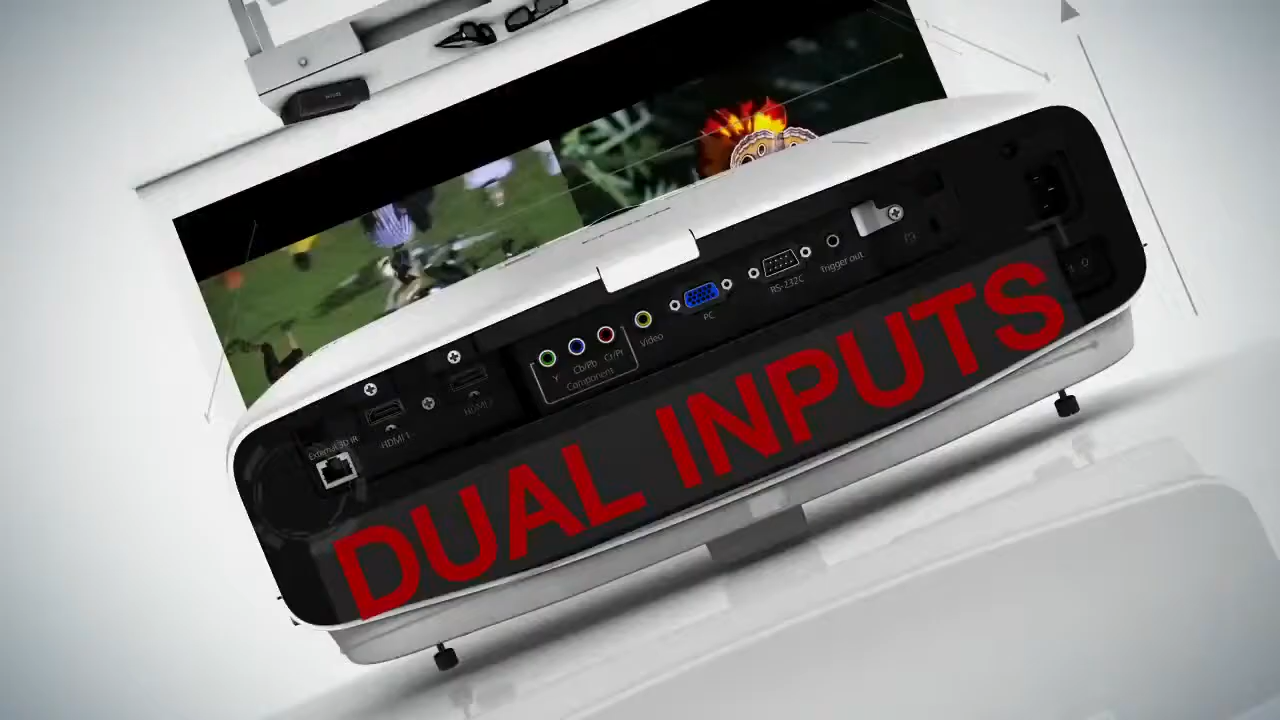 External 3D IR
HDMI 1
HDMI 2
Y
Cb/Pb
Cr/Pr
Component
Video
PC
RS-232C
Trigger out
DUAL INPUTS